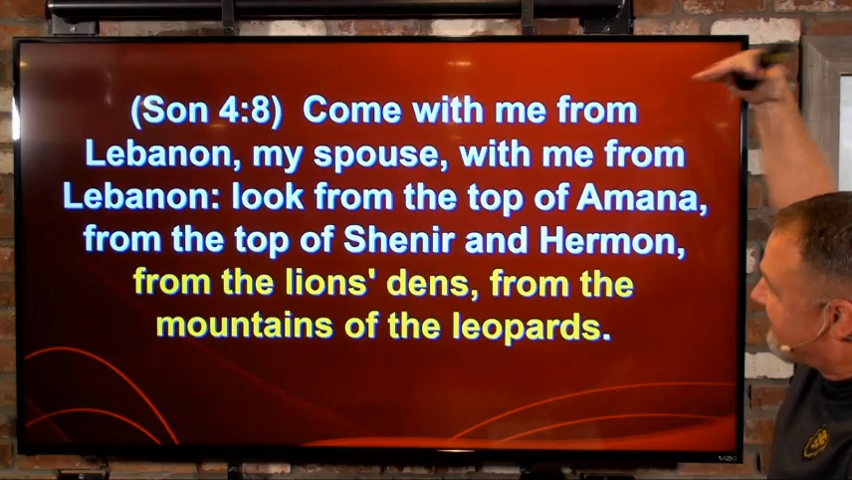 (Son 4:8) Come with me from
Lebanon, my spouse, with me from
Lebanon: look from the top of Amana,
from the top of Shenir and Hermon,
from the lions' dens, from the
mountains of the leopards.
VIZIO